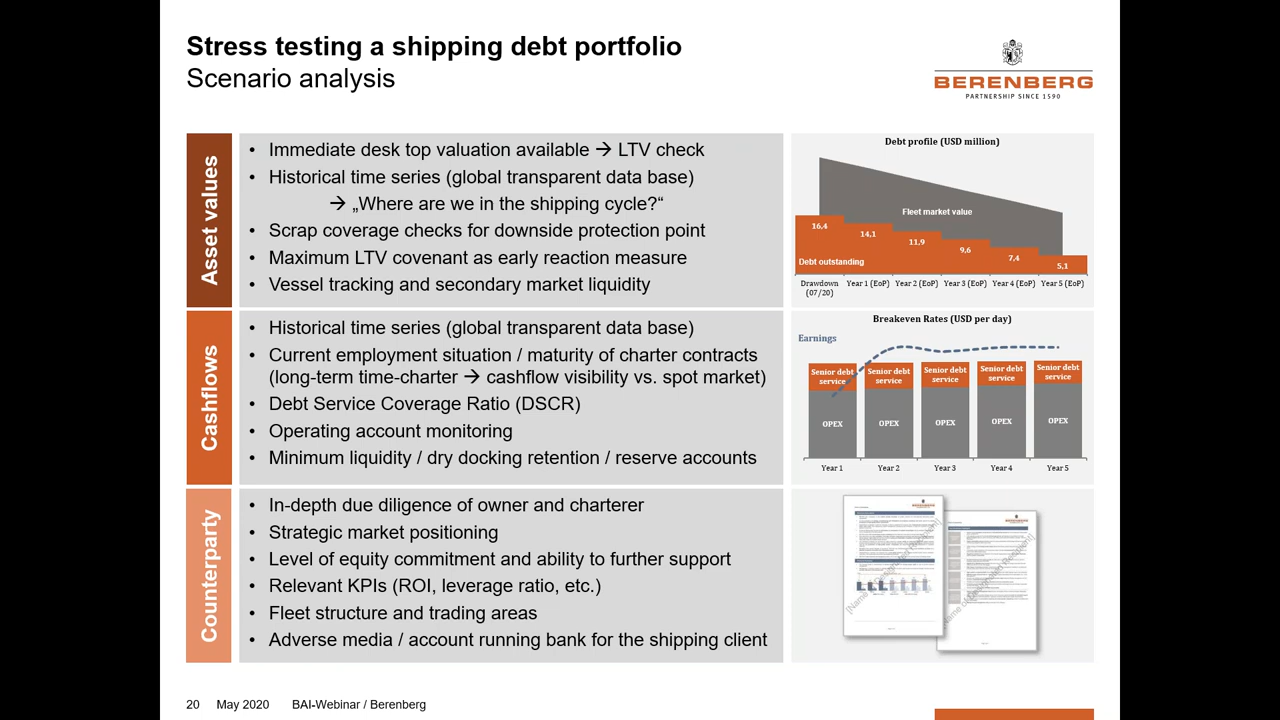 Stress testing a shipping debt portfolio
Scenario analysis
BERENBERG
PARTNERSHIP SINCE 1590
Asset values
• Immediate desk top valuation available → LTV check
• Historical time series (global transparent data base)
→ „Where are we in the shipping cycle?“
• Scrap coverage checks for downside protection point
• Maximum LTV covenant as early reaction measure
• Vessel tracking and secondary market liquidity
Debt profile (USD million)
Fleet market value
16,4
14,1
11,9
9,6
7,4
5,1
Debt outstanding
Drawdown (07/20)
Year 1 (EoP)
Year 2 (EoP)
Year 3 (EoP)
Year 4 (EoP)
Year 5 (EoP)
Cashflows
• Historical time series (global transparent data base)
• Current employment situation / maturity of charter contracts
(long-term time-charter → cashflow visibility vs. spot market)
• Debt Service Coverage Ratio (DSCR)
• Operating account monitoring
• Minimum liquidity / dry docking retention / reserve accounts
Breakeven Rates (USD per day)
Earnings
Senior debt service
Senior debt service
Senior debt service
Senior debt service
Senior debt service
OPEX
OPEX
OPEX
OPEX
OPEX
Year 1
Year 2
Year 3
Year 4
Year 5
Counterparty
• In-depth due diligence of owner and charterer
Strategic market positioning
Level of equity commitment and ability to further support
KPIs (ROI, leverage ratio, etc.)
• Fleet structure and trading areas
• Adverse media / account running bank for the shipping client
20 May 2020 BAI-Webinar / Berenberg